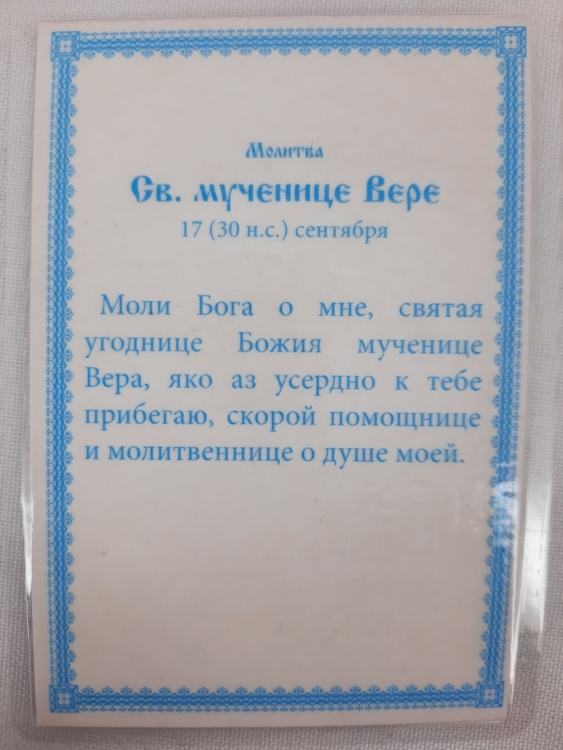 Молитва
Св. мученице Вере
17 (30 н.с.) сентября
Моли Бога о мне, святая
угоднице Божия мученице
Вера, яко аз усердно к тебе
прибегаю, скорой помощнице
и молитвеннице о душе моей.